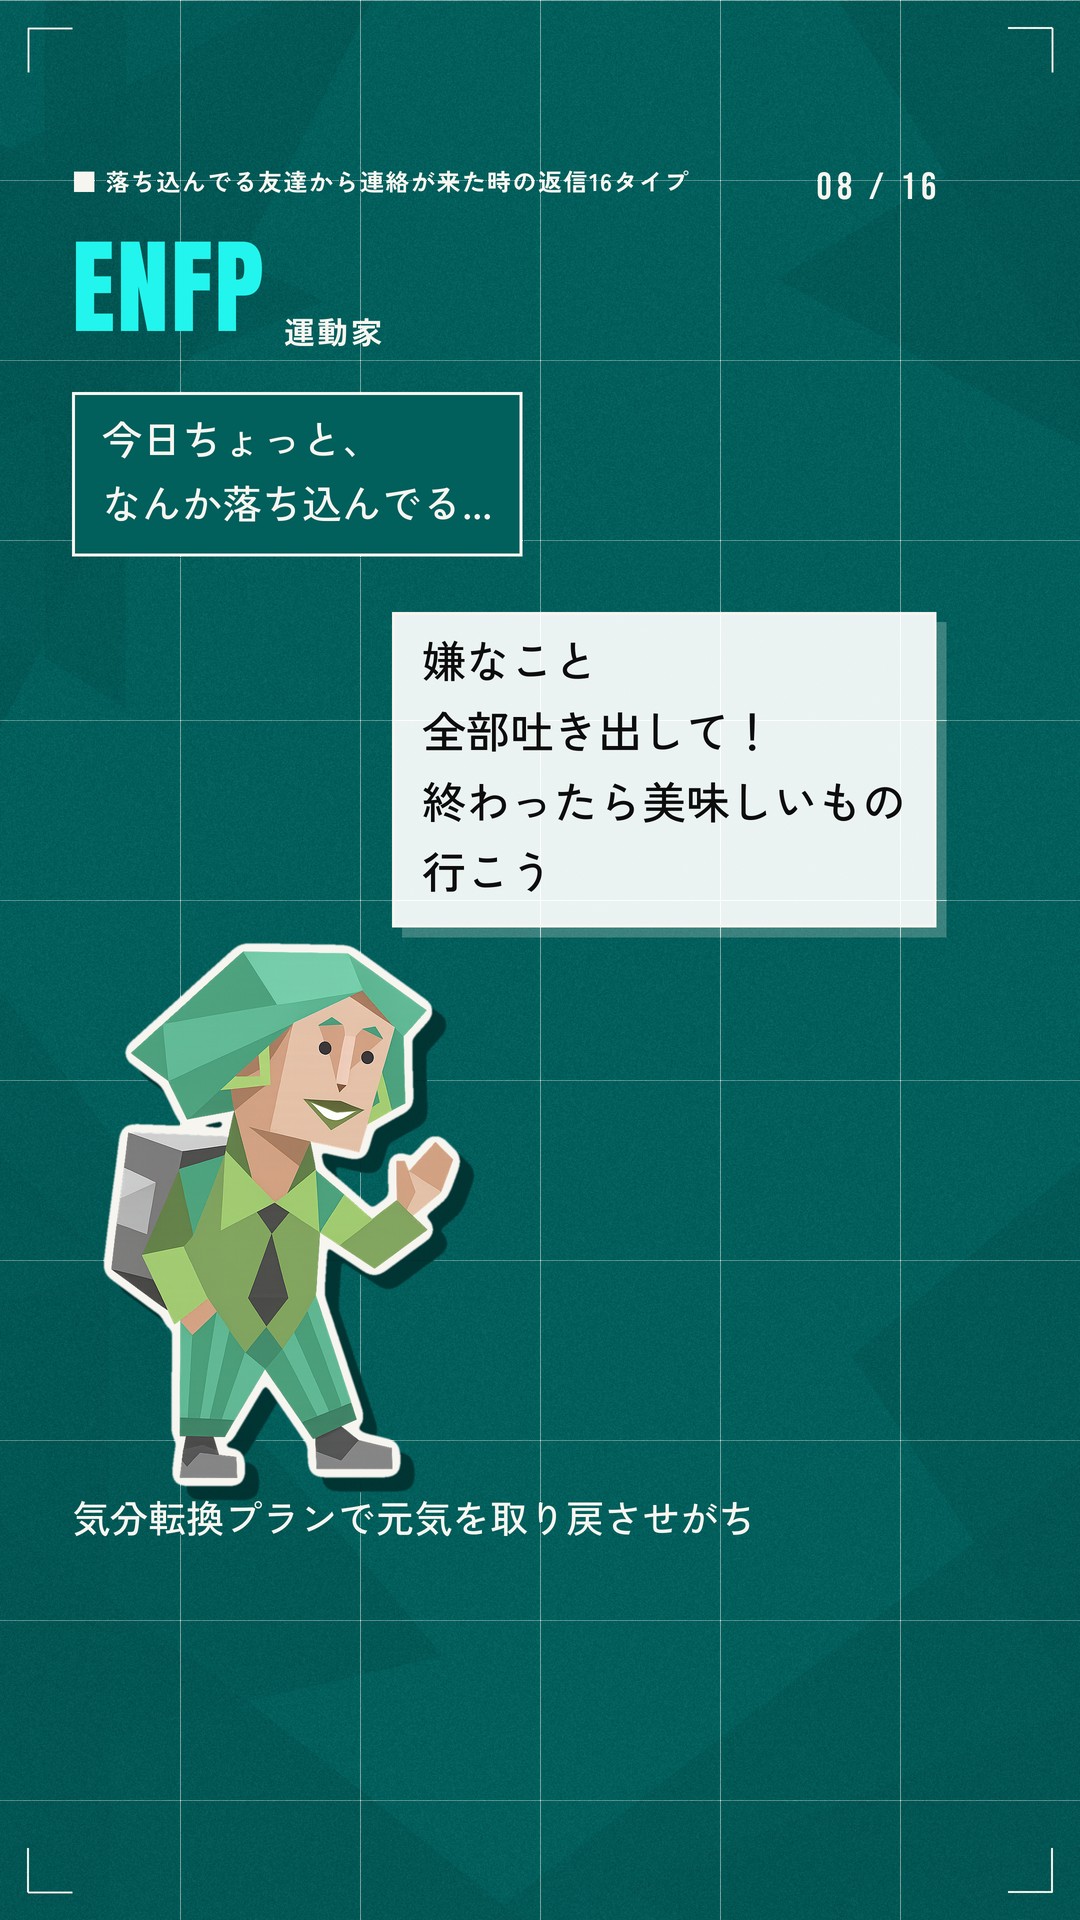 ■ 落ち込んでる友達から連絡が来た時の返信16タイプ
08 / 16
ENFP 運動家
今日ちょっと、
なんか落ち込んでる...
嫌なこと
全部吐き出して！
終わったら美味しいもの
行こう
気分転換プランで元気を取り戻させがち